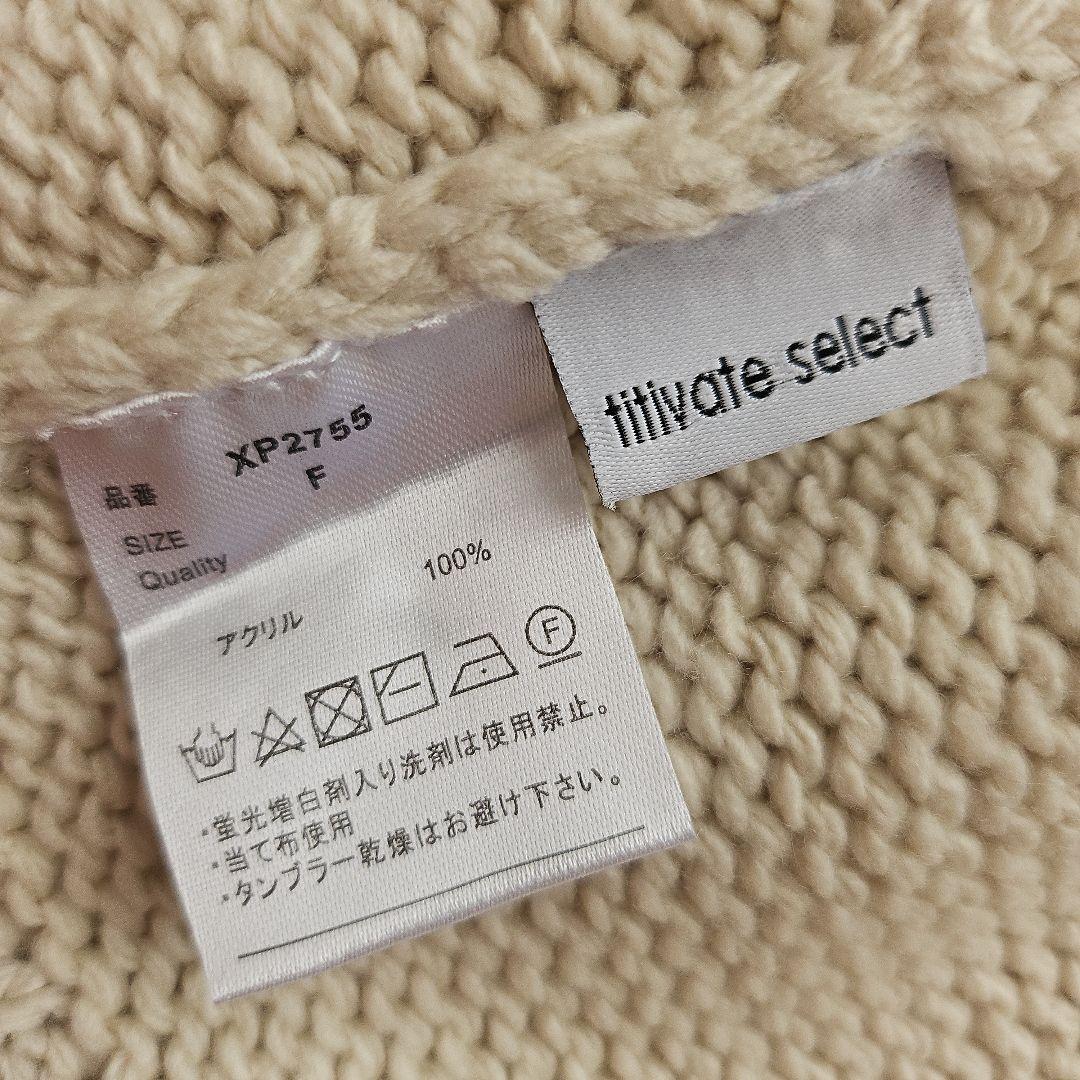 titivate select
品番 XP2755
SIZE F
Quality
アクリル 100%
F
・蛍光増白剤入り洗剤は使用禁止。
・当て布使用
・タンブラー乾燥はお避け下さい。